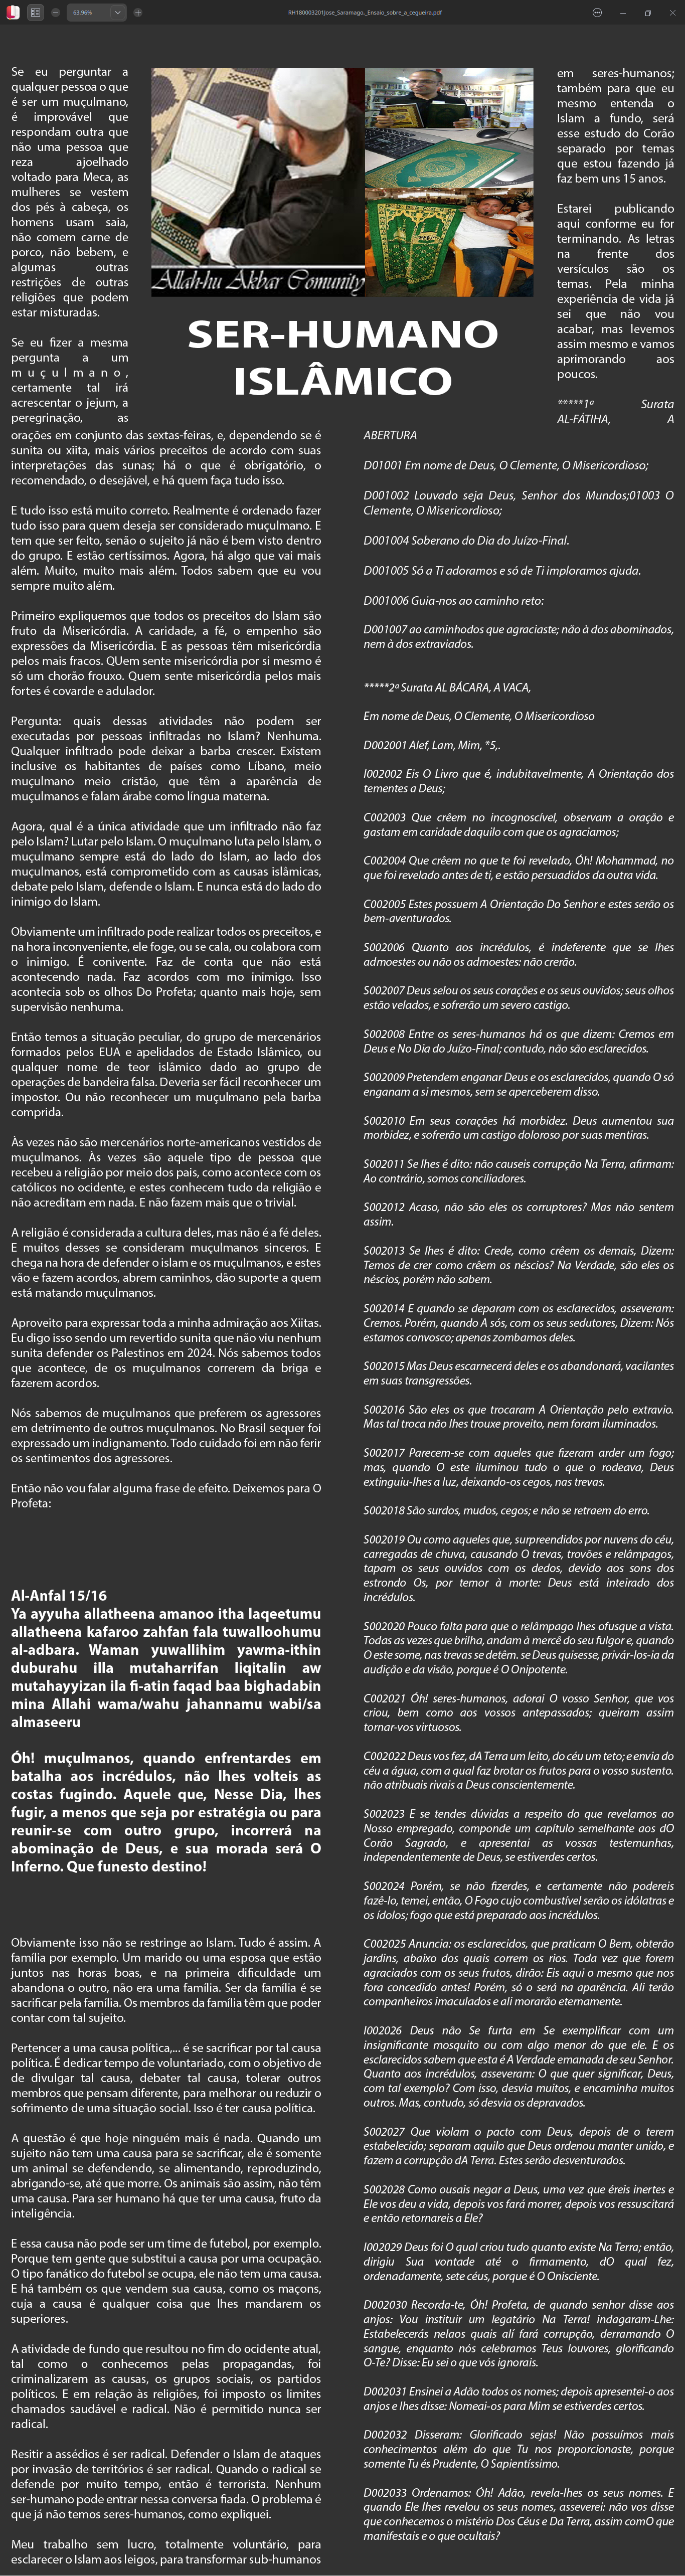 63.96%
RH180003201Jose_Saramago._Ensaio_sobre_a_cegueira.pdf
Se eu perguntar a
qualquer pessoa o que
é ser um muçulmano,
é improvável que
respondam outra que
não uma pessoa que
reza ajoelhado
voltado para Meca, as
mulheres se vestem
dos pés à cabeça, os
homens usam saia,
não comem carne de
porco, não bebem, e
algumas outras
restrições de outras
religiões que podem
estar misturadas.
Se eu fizer a mesma
pergunta a um
muçulmano,
certamente tal irá
acrescentar o jejum, a
peregrinação, as
Allah-hu Akbar Comunity
SER-HUMANO
ISLÂMICO
orações em conjunto das sextas-feiras, e, dependendo se é
sunita ou xiita, mais vários preceitos de acordo com suas
interpretações das sunas; há o que é obrigatório, o
recomendado, o desejável, e há quem faça tudo isso.
E tudo isso está muito correto. Realmente é ordenado fazer
tudo isso para quem deseja ser considerado muçulmano. E
tem que ser feito, senão o sujeito já não é bem visto dentro
do grupo. E estão certíssimos. Agora, há algo que vai mais
além. Muito, muito mais além. Todos sabem que eu vou
sempre muito além.
Primeiro expliquemos que todos os preceitos do Islam são
fruto da Misericórdia. A caridade, a fé, o empenho são
expressões da Misericórdia. E as pessoas têm misericórdia
pelos mais fracos. QUem sente misericórdia por si mesmo é
só um chorão frouxo. Quem sente misericórdia pelos mais
fortes é covarde e adulador.
Pergunta: quais dessas atividades não podem ser
executadas por pessoas infiltradas no Islam? Nenhuma.
Qualquer infiltrado pode deixar a barba crescer. Existem
inclusive os habitantes de países como Líbano, meio
muçulmano meio cristão, que têm a aparência de
muçulmanos e falam árabe como língua materna.
Agora, qual é a única atividade que um infiltrado não faz
pelo Islam? Lutar pelo Islam. O muçulmano luta pelo Islam, o
muçulmano sempre está do lado do Islam, ao lado dos
muçulmanos, está comprometido com as causas islâmicas,
debate pelo Islam, defende o Islam. E nunca está do lado do
inimigo do Islam.
Obviamente um infiltrado pode realizar todos os preceitos, e
na hora inconveniente, ele foge, ou se cala, ou colabora com
o inimigo. É conivente. Faz de conta que não está
acontecendo nada. Faz acordos com mo inimigo. Isso
acontecia sob os olhos Do Profeta; quanto mais hoje, sem
supervisão nenhuma.
Então temos a situação peculiar, do grupo de mercenários
formados pelos EUA e apelidados de Estado Islâmico, ou
qualquer nome de teor islâmico dado ao grupo de
operações de bandeira falsa. Deveria ser fácil reconhecer um
impostor. Ou não reconhecer um muçulmano pela barba
comprida.
Às vezes não são mercenários norte-americanos vestidos de
muçulmanos. Às vezes são aquele tipo de pessoa que
recebeu a religião por meio dos pais, como acontece com os
católicos no ocidente, e estes conhecem tudo da religião e
não acreditam em nada. E não fazem mais que o trivial.
A religião é considerada a cultura deles, mas não é a fé deles.
E muitos desses se consideram muçulmanos sinceros. E
chega na hora de defender o islam e os muçulmanos, e estes
vão e fazem acordos, abrem caminhos, dão suporte a quem
está matando muçulmanos.
Aproveito para expressar toda a minha admiração aos Xiitas.
Eu digo isso sendo um revertido sunita que não viu nenhum
sunita defender os Palestinos em 2024. Nós sabemos todos
que acontece, de os muçulmanos correrem da briga e
fazerem acordos.
Nós sabemos de muçulmanos que preferem os agressores
em detrimento de outros muçulmanos. No Brasil sequer foi
expressado um indignamento. Todo cuidado foi em não ferir
os sentimentos dos agressores.
Então não vou falar alguma frase de efeito. Deixemos para O
Profeta:
Al-Anfal 15/16
Ya ayyuha allatheena amanoo itha laqeetumu
allatheena kafaroo zahfan fala tuwalloohumu
al-adbara. Waman yuwallihim yawma-ithin
duburahu illa mutaharrifan liqitalin aw
mutahayyizan ila fi-atin faqad baa bighadabin
mina Allahi wama/wahu jahannamu wabi/sa
almaseeru
Óh! muçulmanos, quando enfrentardes em
batalha aos incrédulos, não lhes volteis as
costas fugindo. Aquele que, Nesse Dia, lhes
fugir, a menos que seja por estratégia ou para
reunir-se com outro grupo, incorrerá na
abominação de Deus, e sua morada será O
Inferno. Que funesto destino!
Obviamente isso não se restringe ao Islam. Tudo é assim. A
família por exemplo. Um marido ou uma esposa que estão
juntos nas horas boas, e na primeira dificuldade um
abandona o outro, não era uma família. Ser da família é se
sacrificar pela família. Os membros da família têm que poder
contar com tal sujeito.
Pertencer a uma causa política,... é se sacrificar por tal causa
política. É dedicar tempo de voluntariado, com o objetivo de
de divulgar tal causa, debater tal causa, tolerar outros
membros que pensam diferente, para melhorar ou reduzir o
sofrimento de uma situação social. Isso é ter causa política.
A questão é que hoje ninguém mais é nada. Quando um
sujeito não tem uma causa para se sacrificar, ele é somente
um animal se defendendo, se alimentando, reproduzindo,
abrigando-se, até que morre. Os animais são assim, não têm
uma causa. Para ser humano há que ter uma causa, fruto da
inteligência.
E essa causa não pode ser um time de futebol, por exemplo.
Porque tem gente que substitui a causa por uma ocupação.
O tipo fanático do futebol se ocupa, ele não tem uma causa.
E há também os que vendem sua causa, como os maçons,
cuja a causa é qualquer coisa que lhes mandarem os
superiores.
A atividade de fundo que resultou no fim do ocidente atual,
tal como o conhecemos pelas propagandas, foi
criminalizarem as causas, os grupos sociais, os partidos
políticos. E em relação às religiões, foi imposto os limites
chamados saudável e radical. Não é permitido nunca ser
radical.
Resitir a assédios é ser radical. Defender o Islam de ataques
por invasão de territórios é ser radical. Quando o radical se
defende por muito tempo, então é terrorista. Nenhum
ser-humano pode entrar nessa conversa fiada. O problema é
que já não temos seres-humanos, como expliquei.
Meu trabalho sem lucro, totalmente voluntário, para
esclarecer o Islam aos leigos, para transformar sub-humanos
em seres-humanos;
também para que eu
mesmo entenda o
Islam a fundo, será
esse estudo do Corão
separado por temas
que estou fazendo já
faz bem uns 15 anos.
Estarei publicando
aqui conforme eu for
terminando. As letras
na frente dos
versículos são os
temas. Pela minha
experiência de vida já
sei que não vou
acabar, mas levemos
assim mesmo e vamos
aprimorando aos
poucos.
*****1ª Surata
AL-FÁTIHA, A
ABERTURA
D01001 Em nome de Deus, O Clemente, O Misericordioso;
D001002 Louvado seja Deus, Senhor dos Mundos;01003 O
Clemente, O Misericordioso;
D001004 Soberano do Dia do Juízo-Final.
D001005 Só a Ti adoramos e só de Ti imploramos ajuda.
D001006 Guia-nos ao caminho reto:
D001007 ao caminhodos que agraciaste; não à dos abominados,
nem à dos extraviados.
*****2ª Surata AL BÁCARA, A VACA,
Em nome de Deus, O Clemente, O Misericordioso
D002001 Alef, Lam, Mim, *5,.
I002002 Eis O Livro que é, indubitavelmente, A Orientação dos
tementes a Deus;
C002003 Que crêem no incognoscível, observam a oração e
gastam em caridade daquilo com que os agraciamos;
C002004 Que crêem no que te foi revelado, Óh! Mohammad, no
que foi revelado antes de ti, e estão persuadidos da outra vida.
C002005 Estes possuem A Orientação Do Senhor e estes serão os
bem-aventurados.
S002006 Quanto aos incrédulos, é indeferente que se lhes
admoestes ou não os admoestes: não crerão.
S002007 Deus selou os seus corações e os seus ouvidos; seus olhos
estão velados, e sofrerão um severo castigo.
S002008 Entre os seres-humanos há os que dizem: Cremos em
Deus e No Dia do Juízo-Final; contudo, não são esclarecidos.
S002009 Pretendem enganar Deus e os esclarecidos, quando O só
enganam a si mesmos, sem se aperceberem disso.
S002010 Em seus corações há morbidez. Deus aumentou sua
morbidez, e sofrerão um castigo doloroso por suas mentiras.
S002011 Se lhes é dito: não causeis corrupção Na Terra, afirmam:
Ao contrário, somos conciliadores.
S002012 Acaso, não são eles os corruptores? Mas não sentem
assim.
S002013 Se lhes é dito: Crede, como crêem os demais, Dizem:
Temos de crer como crêem os néscios? Na Verdade, são eles os
néscios, porém não sabem.
S002014 E quando se deparam com os esclarecidos, asseveram:
Cremos. Porém, quando A sós, com os seus sedutores, Dizem: Nós
estamos convosco; apenas zombamos deles.
S002015 Mas Deus escarnecerá deles e os abandonará, vacilantes
em suas transgressões.
S002016 São eles os que trocaram A Orientação pelo extravio.
Mas tal troca não lhes trouxe proveito, nem foram iluminados.
S002017 Parecem-se com aqueles que fizeram arder um fogo;
mas, quando O este iluminou tudo o que o rodeava, Deus
extinguiu-lhes a luz, deixando-os cegos, nas trevas.
S002018 São surdos, mudos, cegos; e não se retraem do erro.
S002019 Ou como aqueles que, surpreendidos por nuvens do céu,
carregadas de chuva, causando O trevas, trovões e relâmpagos,
tapam os seus ouvidos com os dedos, devido aos sons dos
estrondo Os, por temor à morte: Deus está inteirado dos
incrédulos.
S002020 Pouco falta para que o relâmpago lhes ofusque a vista.
Todas as vezes que brilha, andam à mercê do seu fulgor e, quando
O este some, nas trevas se detêm. se Deus quisesse, privár-los-ia da
audição e da visão, porque é O Onipotente.
C002021 Óh! seres-humanos, adorai O vosso Senhor, que vos
criou, bem como aos vossos antepassados; queiram assim
tornar-vos virtuosos.
C002022 Deus vos fez, dA Terra um leito, do céu um teto; e envia do
céu a água, com a qual faz brotar os frutos para o vosso sustento.
não atribuais rivais a Deus conscientemente.
S002023 E se tendes dúvidas a respeito do que revelamos ao
Nosso empregado, componde um capítulo semelhante aos dO
Corão Sagrado, e apresentai as vossas testemunhas,
independentemente de Deus, se estiverdes certos.
S002024 Porém, se não fizerdes, e certamente não podereis
fazê-lo, temei, então, O Fogo cujo combustível serão os idólatras e
os ídolos; fogo que está preparado aos incrédulos.
C002025 Anuncia: os esclarecidos, que praticam O Bem, obterão
jardins, abaixo dos quais correm os rios. Toda vez que forem
agraciados com os seus frutos, dirão: Eis aqui o mesmo que nos
fora concedido antes! Porém, só o será na aparência. Ali terão
companheiros imaculados e ali morarão eternamente.
I002026 Deus não Se furta em Se exemplificar com um
insignificante mosquito ou com algo menor do que ele. E os
esclarecidos sabem que esta é A Verdade emanada de seu Senhor.
Quanto aos incrédulos, asseveram: O que quer significar, Deus,
com tal exemplo? Com isso, desvia muitos, e encaminha muitos
outros. Mas, contudo, só desvia os depravados.
S002027 Que violam o pacto com Deus, depois de o terem
estabelecido; separam aquilo que Deus ordenou manter unido, e
fazem a corrupção dA Terra. Estes serão desventurados.
S002028 Como ousais negar a Deus, uma vez que éreis inertes e
Ele vos deu a vida, depois vos fará morrer, depois vos ressuscitará
e então retornareis a Ele?
I002029 Deus foi O qual criou tudo quanto existe Na Terra; então,
dirigiu Sua vontade até o firmamento, dO qual fez,
ordenadamente, sete céus, porque é O Onisciente.
D002030 Recorda-te, Óh! Profeta, de quando senhor disse aos
anjos: Vou instituir um legatário Na Terra! indagaram-Lhe:
Estabelecerás nelaos quais alí fará corrupção, derramando O
sangue, enquanto nós celebramos Teus louvores, glorificando
O-Te? Disse: Eu sei o que vós ignorais.
D002031 Ensinei a Adão todos os nomes; depois apresentei-o aos
anjos e lhes disse: Nomeai-os para Mim se estiverdes certos.
D002032 Disseram: Glorificado sejas! Não possuímos mais
conhecimentos além do que Tu nos proporcionaste, porque
somente Tu és Prudente, O Sapientíssimo.
D002033 Ordenamos: Óh! Adão, revela-lhes os seus nomes. E
quando Ele lhes revelou os seus nomes, asseverei: não vos disse
que conhecemos o mistério Dos Céus e Da Terra, assim comO que
manifestais e o que ocultais?